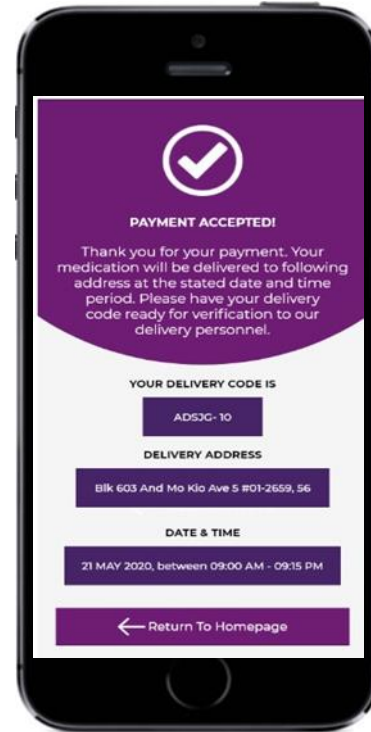 PAYMENT ACCEPTED!
Thank you for your payment. Your
medication will be delivered to following
address at the stated date and time
period. Please have your delivery
code ready for verification to our
delivery personnel.
YOUR DELIVERY CODE IS
ADSJG- 10
DELIVERY ADDRESS
Blk 603 And Mo Kio Ave 5 #01-2659, 56
DATE & TIME
21 MAY 2020, between 09:00 AM - 09:15 PM
Return To Homepage